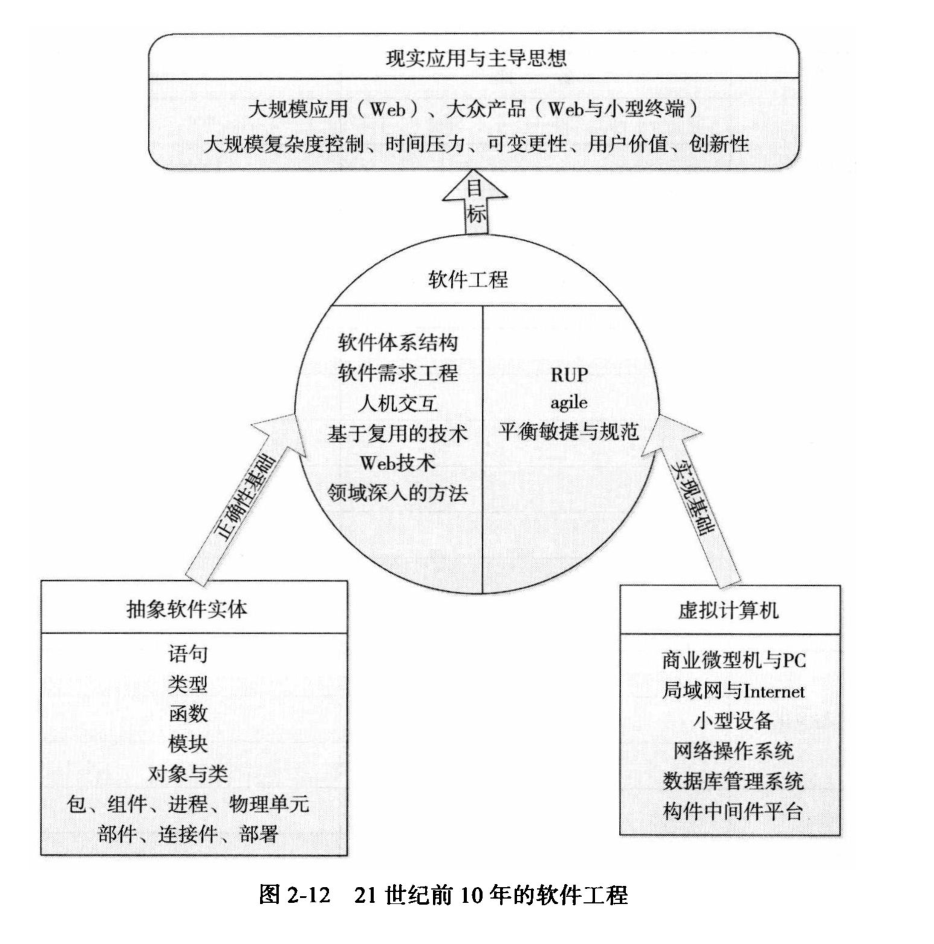 现实应用与主导思想
大规模应用（Web）、大众产品（Web与小型终端）
大规模复杂度控制、时间压力、可变更性、用户价值、创新性
目标
软件工程
软件体系结构
软件需求工程
人机交互
基于复用的技术
Web技术
领域深入的方法
RUP
agile
平衡敏捷与规范
正确性基础
实现基础
抽象软件实体
语句
类型
函数
模块
对象与类
包、组件、进程、物理单元
部件、连接件、部署
虚拟计算机
商业微型机与PC
局域网与Internet
小型设备
网络操作系统
数据库管理系统
构件中间件平台
图 2-12 21 世纪前 10 年的软件工程